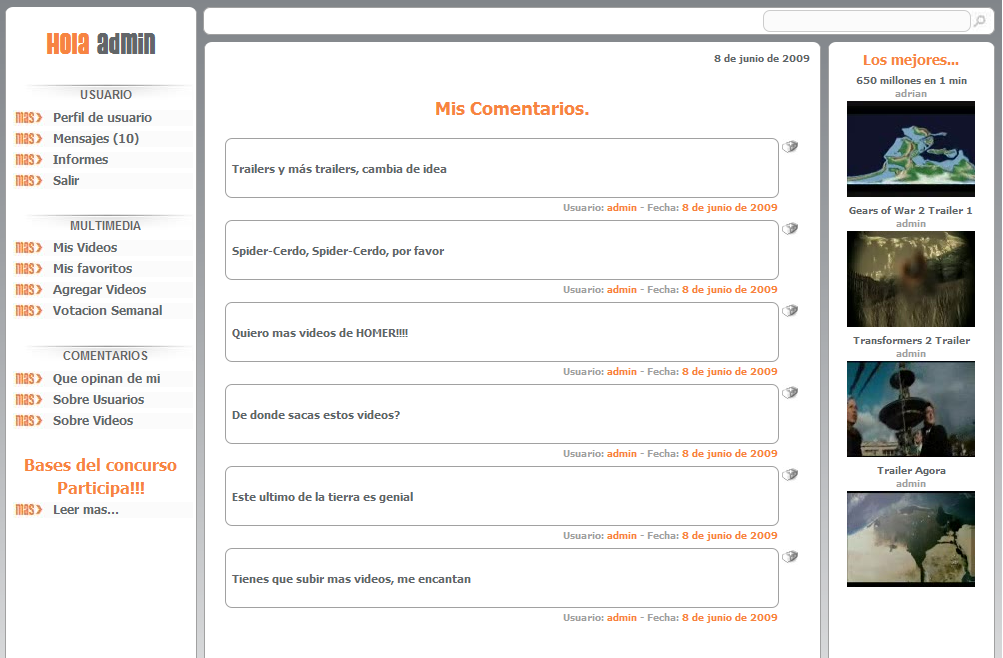 Hola admin
USUARIO
mas> Perfil de usuario
mas> Mensajes (10)
mas> Informes
mas> Salir
MULTIMEDIA
mas> Mis Videos
mas> Mis favoritos
mas> Agregar Videos
mas> Votacion Semanal
COMENTARIOS
mas> Que opinan de mi
mas> Sobre Usuarios
mas> Sobre Videos
Bases del concurso
Participa!!!
mas> Leer mas...
8 de junio de 2009
Mis Comentarios.
Trailers y más trailers, cambia de idea
Usuario: admin - Fecha: 8 de junio de 2009
Spider-Cerdo, Spider-Cerdo, por favor
Usuario: admin - Fecha: 8 de junio de 2009
Quiero mas videos de HOMER!!!!
Usuario: admin - Fecha: 8 de junio de 2009
De donde sacas estos videos?
Usuario: admin - Fecha: 8 de junio de 2009
Este ultimo de la tierra es genial
Usuario: admin - Fecha: 8 de junio de 2009
Tienes que subir mas videos, me encantan
Usuario: admin - Fecha: 8 de junio de 2009
Los mejores...
650 millones en 1 min
adrian
Gears of War 2 Trailer 1
admin
Transformers 2 Trailer
admin
Trailer Agora
admin